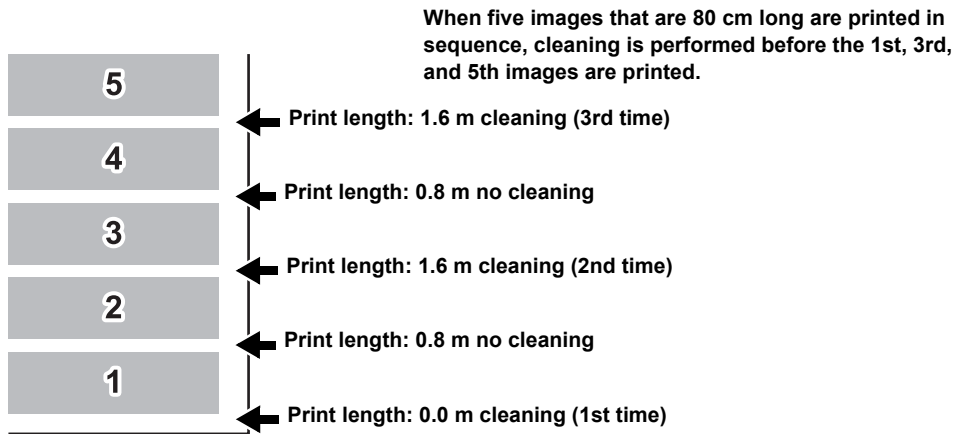 When five images that are 80 cm long are printed in
sequence, cleaning is performed before the 1st, 3rd,
and 5th images are printed.
5
Print length: 1.6 m cleaning (3rd time)
4
Print length: 0.8 m no cleaning
3
Print length: 1.6 m cleaning (2nd time)
2
Print length: 0.8 m no cleaning
1
Print length: 0.0 m cleaning (1st time)